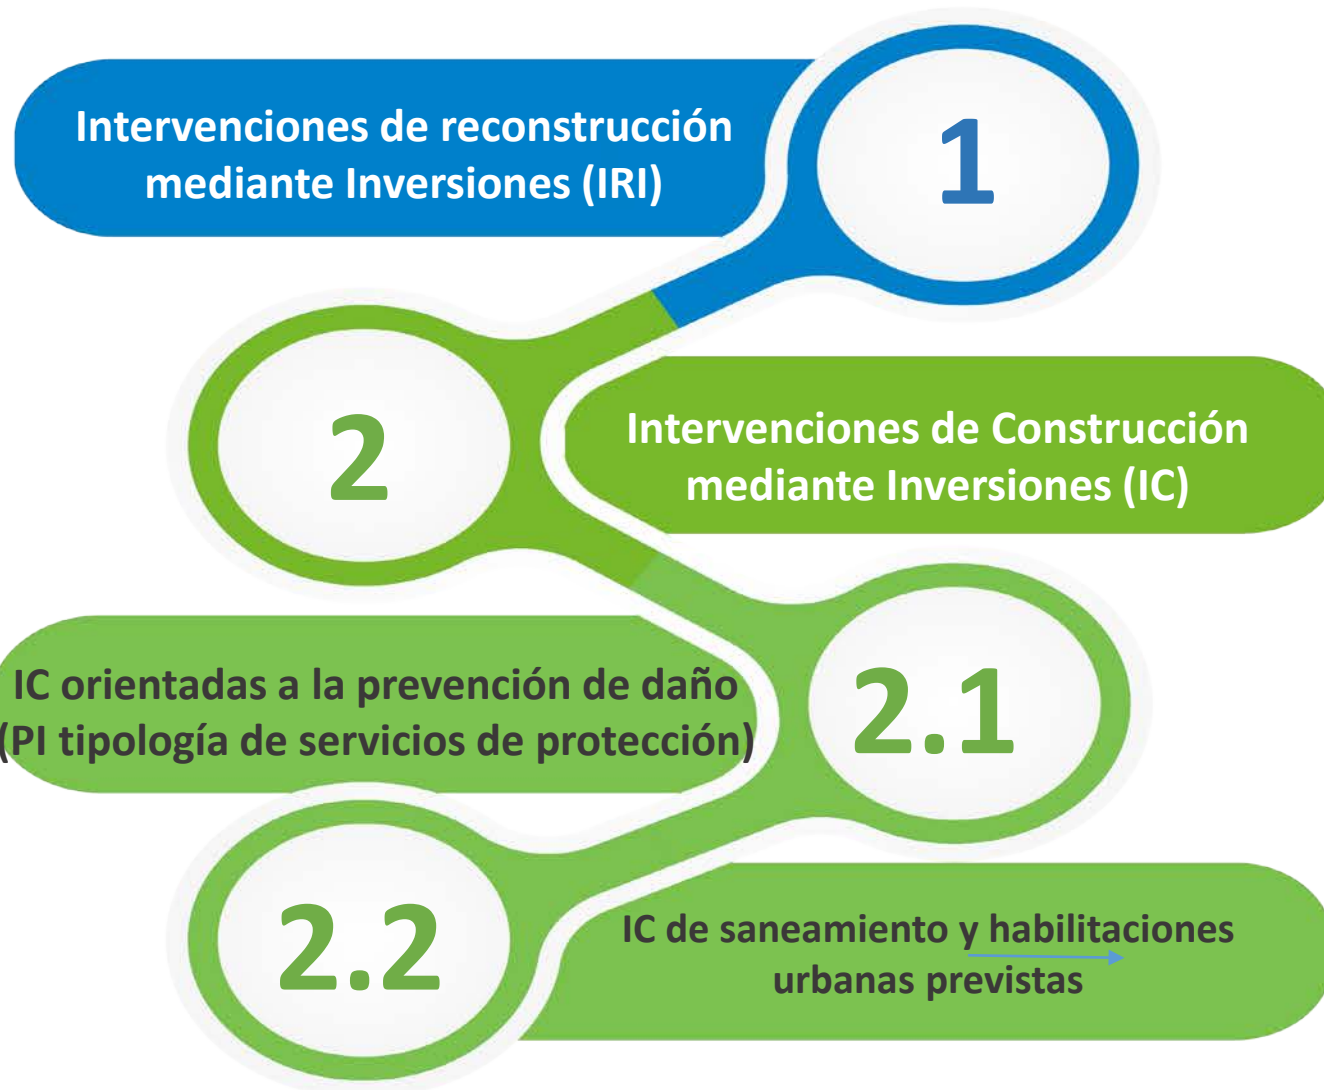 Intervenciones de reconstrucción
mediante Inversiones (IRI)
1
2
Intervenciones de Construcción
mediante Inversiones (IC)
IC orientadas a la prevención de daño
(PI tipología de servicios de protección)
2.1
2.2
IC de saneamiento y habilitaciones
urbanas previstas